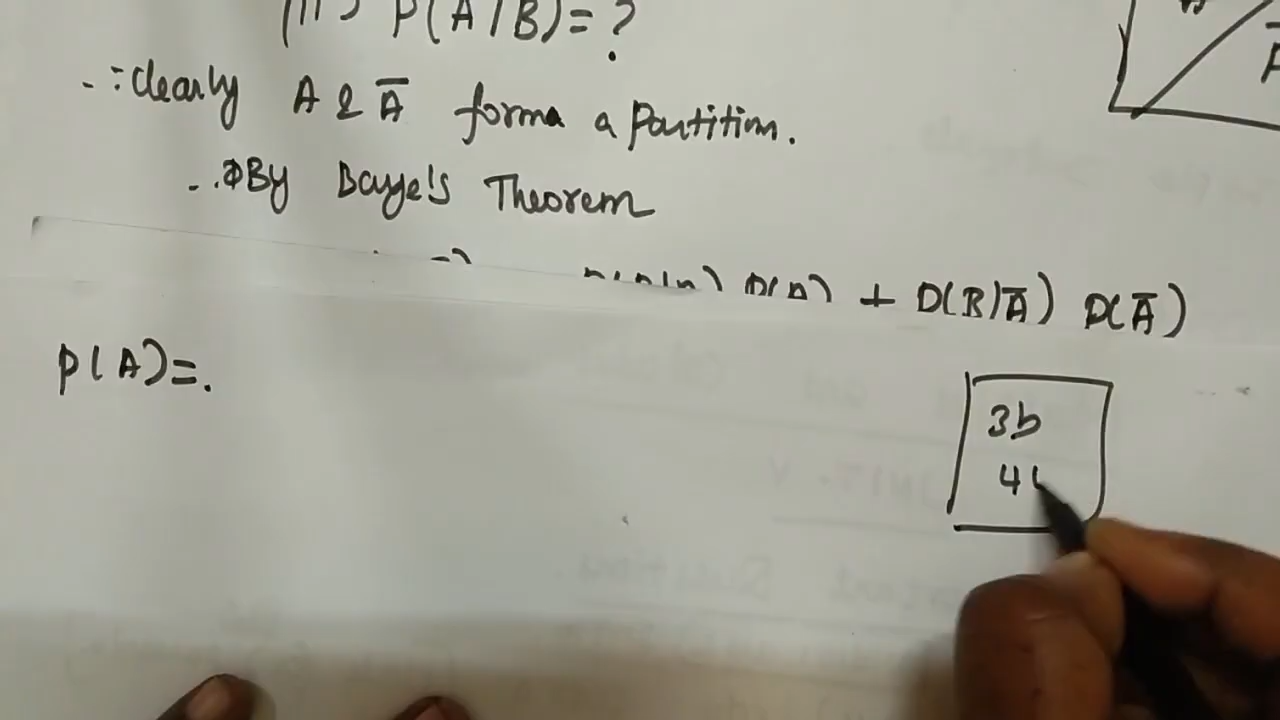 P(A/B)=?
∴ clearly A & Ā forms a Partition.
∴ By Baye's Theorem
+ P(B/Ā) P(Ā)
P(A)=.
3b
4